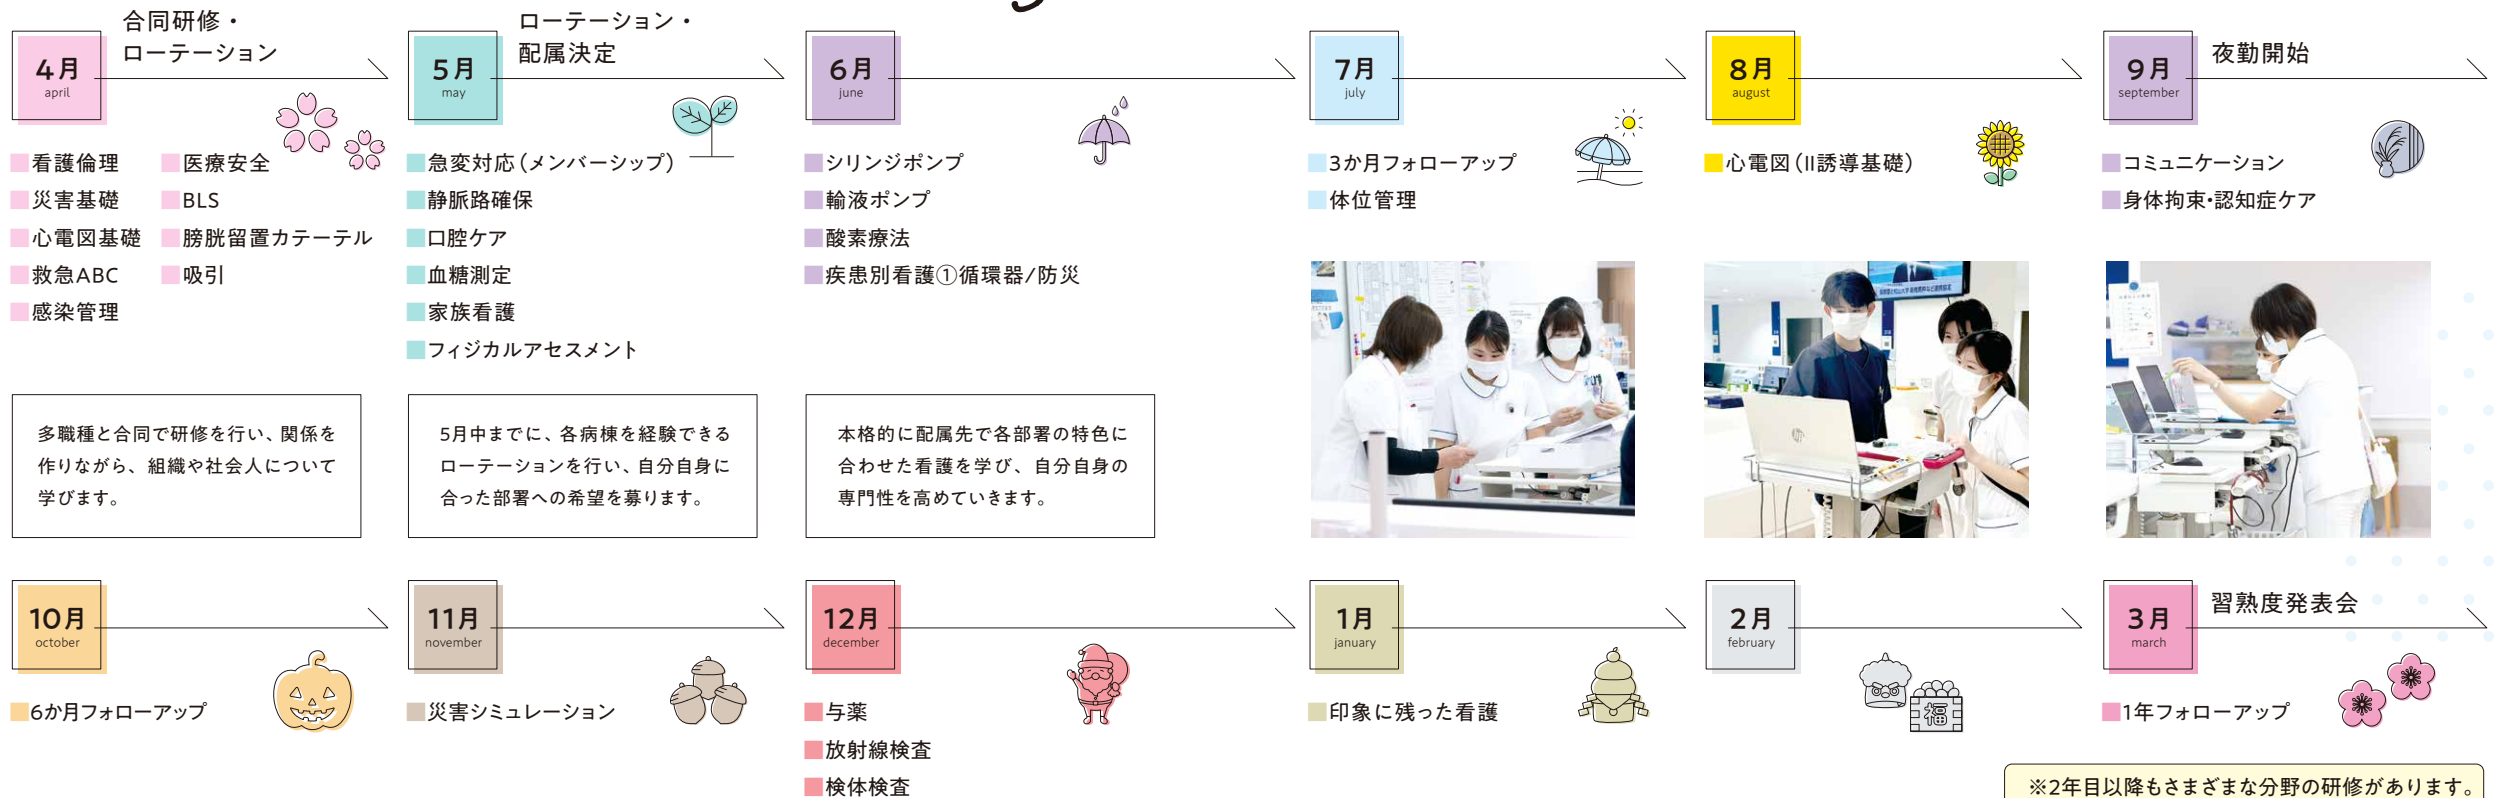 合同研修・
ローテーション
4月
april
看護倫理
災害基礎
心電図基礎
救急ABC
感染管理
医療安全
BLS
膀胱留置カテーテル
吸引
多職種と合同で研修を行い、関係を
作りながら、組織や社会人について
学びます。
ローテーション・
配属決定
5月
may
急変対応（メンバーシップ）
静脈路確保
口腔ケア
血糖測定
家族看護
フィジカルアセスメント
5月中までに、各病棟を経験できる
ローテーションを行い、自分自身に
合った部署への希望を募ります。
6月
june
シリンジポンプ
輸液ポンプ
酸素療法
疾患別看護①循環器/防災
本格的に配属先で各部署の特色に
合わせた看護を学び、自分自身の
専門性を高めていきます。
7月
july
3か月フォローアップ
体位管理
8月
august
心電図（II誘導基礎）
9月
september
夜勤開始
コミュニケーション
身体拘束・認知症ケア
10月
october
6か月フォローアップ
11月
november
災害シミュレーション
12月
december
与薬
放射線検査
検体検査
1月
january
印象に残った看護
2月
february
福
3月
march
習熟度発表会
1年フォローアップ
※2年目以降もさまざまな分野の研修があります。